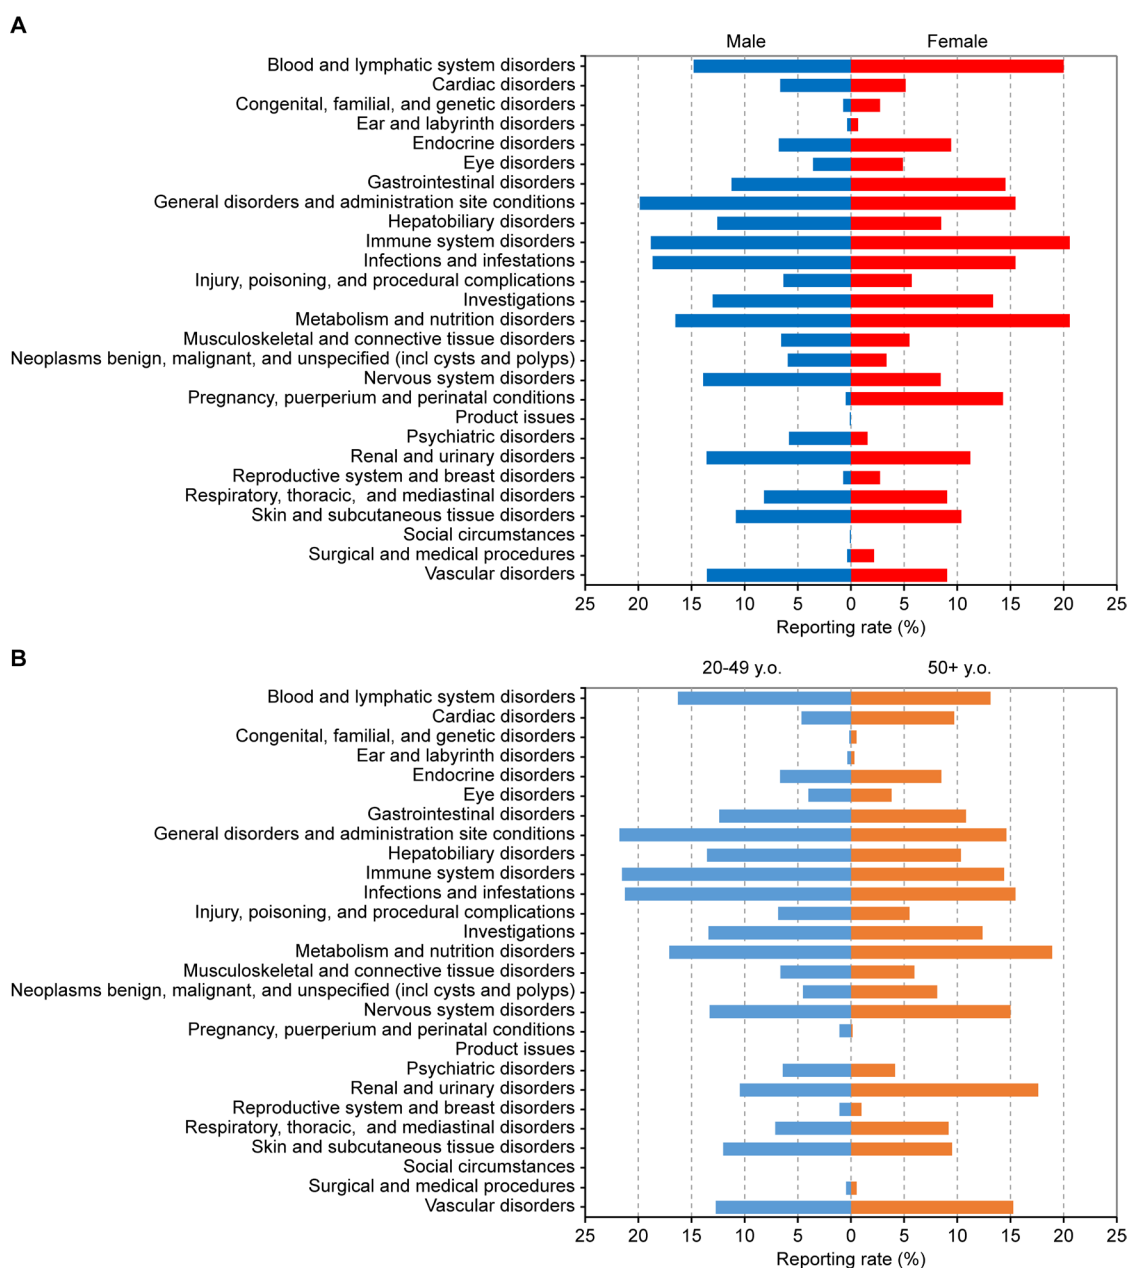 A
Male Female
Blood and lymphatic system disorders
Cardiac disorders
Congenital, familial, and genetic disorders
Ear and labyrinth disorders
Endocrine disorders
Eye disorders
Gastrointestinal disorders
General disorders and administration site conditions
Hepatobiliary disorders
Immune system disorders
Infections and infestations
Injury, poisoning, and procedural complications
Investigations
Metabolism and nutrition disorders
Musculoskeletal and connective tissue disorders
Neoplasms benign, malignant, and unspecified (incl cysts and polyps)
Nervous system disorders
Pregnancy, puerperium and perinatal conditions
Product issues
Psychiatric disorders
Renal and urinary disorders
Reproductive system and breast disorders
Respiratory, thoracic, and mediastinal disorders
Skin and subcutaneous tissue disorders
Social circumstances
Surgical and medical procedures
Vascular disorders
25 20 15 10 5 0 5 10 15 20 25
Reporting rate (%)
B
20-49 y.o. 50+ y.o.
Blood and lymphatic system disorders
Cardiac disorders
Congenital, familial, and genetic disorders
Ear and labyrinth disorders
Endocrine disorders
Eye disorders
Gastrointestinal disorders
General disorders and administration site conditions
Hepatobiliary disorders
Immune system disorders
Infections and infestations
Injury, poisoning, and procedural complications
Investigations
Metabolism and nutrition disorders
Musculoskeletal and connective tissue disorders
Neoplasms benign, malignant, and unspecified (incl cysts and polyps)
Nervous system disorders
Pregnancy, puerperium and perinatal conditions
Product issues
Psychiatric disorders
Renal and urinary disorders
Reproductive system and breast disorders
Respiratory, thoracic, and mediastinal disorders
Skin and subcutaneous tissue disorders
Social circumstances
Surgical and medical procedures
Vascular disorders
25 20 15 10 5 0 5 10 15 20 25
Reporting rate (%)